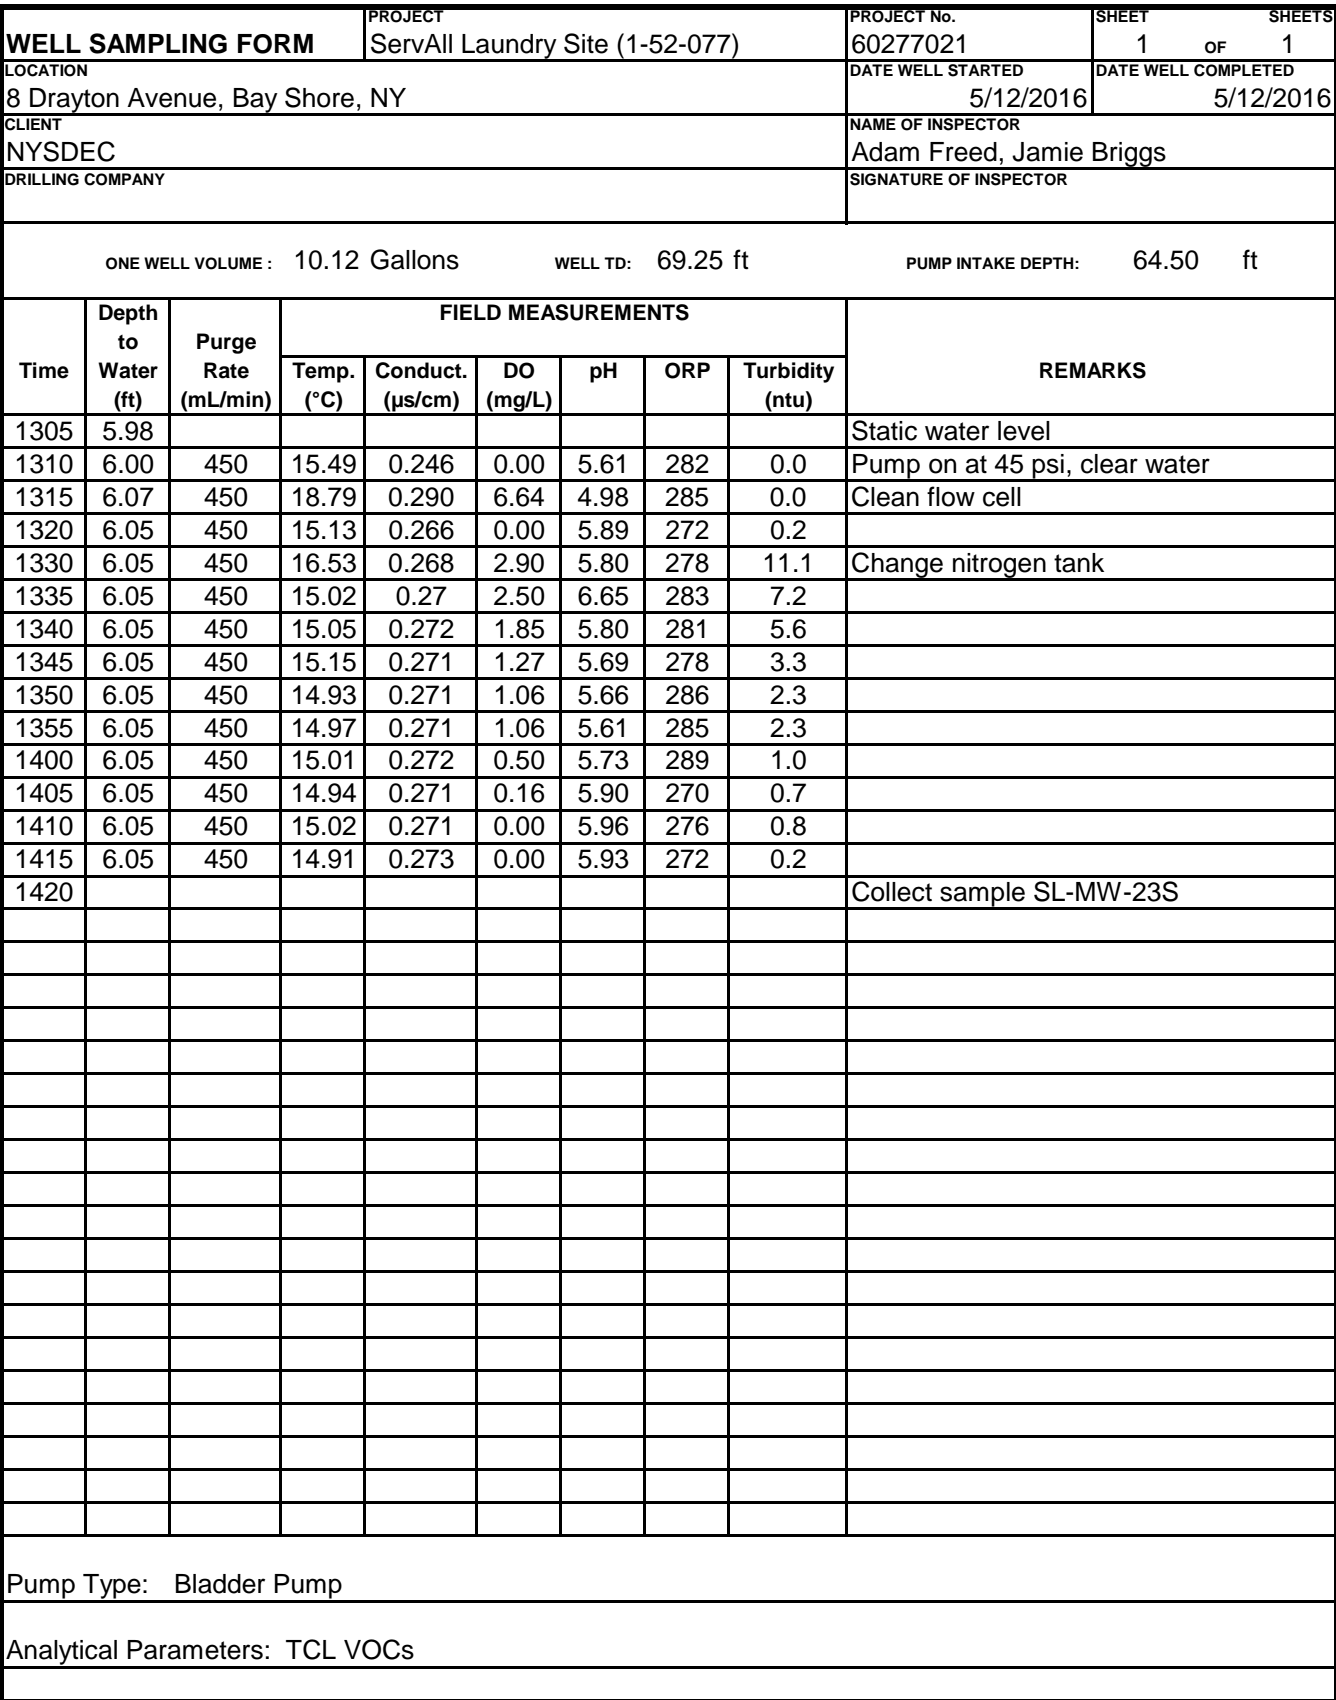 PROJECT PROJECT No. SHEET SHEETS
WELL SAMPLING FORM ServAll Laundry Site (1-52-077) 60277021 1 OF 1
LOCATION DATE WELL STARTED DATE WELL COMPLETED
8 Drayton Avenue, Bay Shore, NY 5/12/2016 5/12/2016
CLIENT NAME OF INSPECTOR
NYSDEC Adam Freed, Jamie Briggs
DRILLING COMPANY SIGNATURE OF INSPECTOR
ONE WELL VOLUME : 10.12 Gallons WELL TD: 69.25 ft PUMP INTAKE DEPTH: 64.50 ft
Depth FIELD MEASUREMENTS
to Purge
Time Water Rate Temp. Conduct. DO pH ORP Turbidity REMARKS
(ft) (mL/min) (°C) (µs/cm) (mg/L) (ntu)
1305 5.98 Static water level
1310 6.00 450 15.49 0.246 0.00 5.61 282 0.0 Pump on at 45 psi, clear water
1315 6.07 450 18.79 0.290 6.64 4.98 285 0.0 Clean flow cell
1320 6.05 450 15.13 0.266 0.00 5.89 272 0.2
1330 6.05 450 16.53 0.268 2.90 5.80 278 11.1 Change nitrogen tank
1335 6.05 450 15.02 0.27 2.50 6.65 283 7.2
1340 6.05 450 15.05 0.272 1.85 5.80 281 5.6
1345 6.05 450 15.15 0.271 1.27 5.69 278 3.3
1350 6.05 450 14.93 0.271 1.06 5.66 286 2.3
1355 6.05 450 14.97 0.271 1.06 5.61 285 2.3
1400 6.05 450 15.01 0.272 0.50 5.73 289 1.0
1405 6.05 450 14.94 0.271 0.16 5.90 270 0.7
1410 6.05 450 15.02 0.271 0.00 5.96 276 0.8
1415 6.05 450 14.91 0.273 0.00 5.93 272 0.2
1420 Collect sample SL-MW-23S
Pump Type: Bladder Pump
Analytical Parameters: TCL VOCs